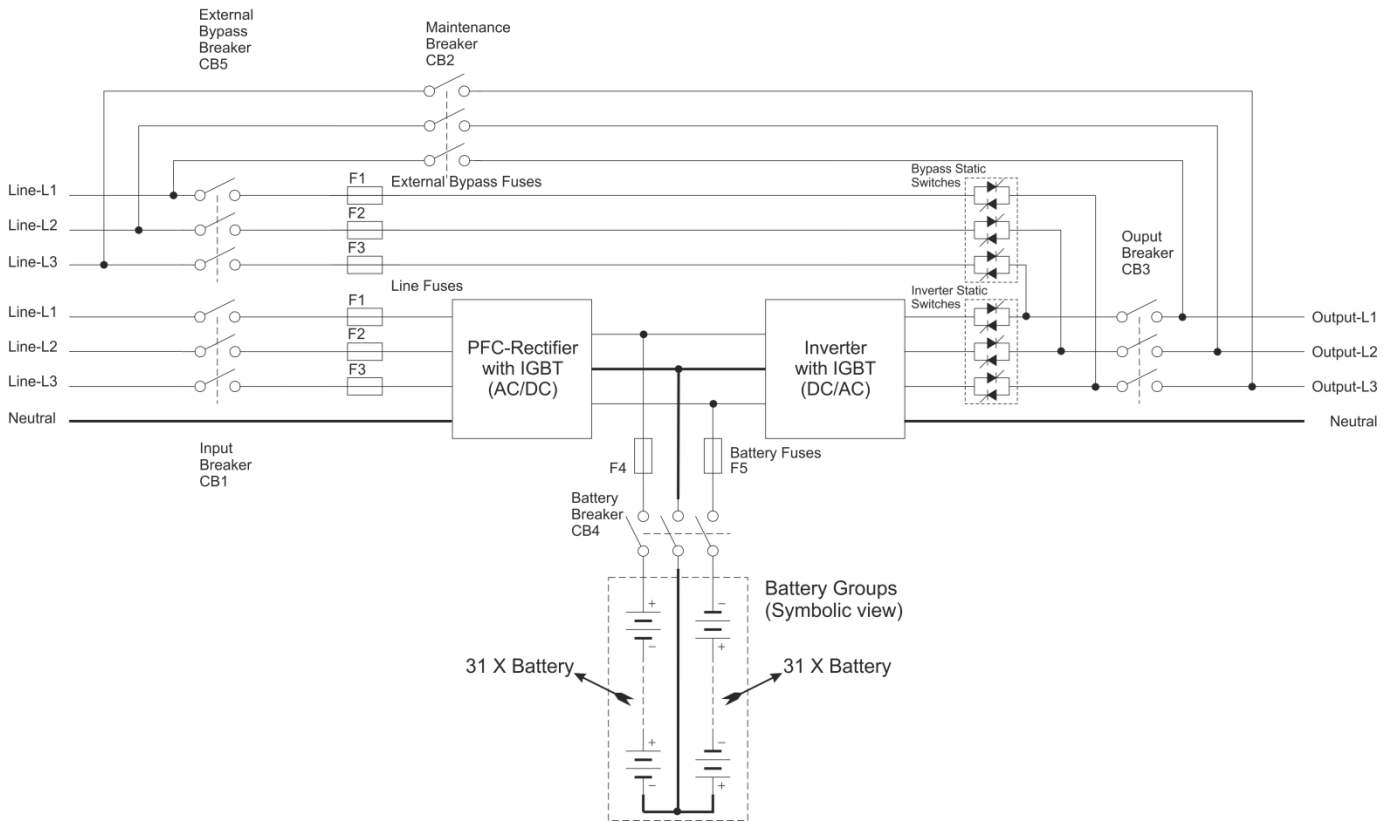 External
Bypass
Breaker
CB5
Maintenance
Breaker
CB2
Line-L1
F1
External Bypass Fuses
Bypass Static
Switches
Line-L2
F2
Line-L3
F3
Ouput
Breaker
CB3
Line Fuses
Inverter Static
Switches
Line-L1
F1
Output-L1
Line-L2
F2
PFC-Rectifier
with IGBT
(AC/DC)
Inverter
with IGBT
(DC/AC)
Output-L2
Line-L3
F3
Output-L3
Neutral
Neutral
Input
Breaker
CB1
F4
Battery Fuses
F5
Battery
Breaker
CB4
Battery Groups
(Symbolic view)
+
−
−
+
31 X Battery
31 X Battery
+
−
−
+